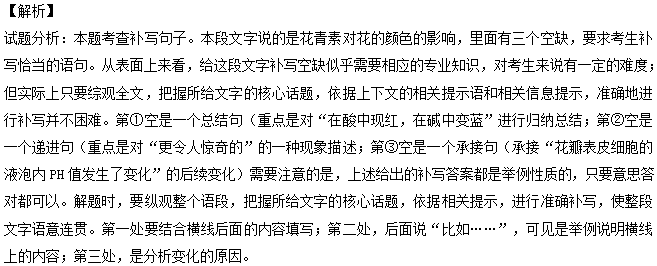 【解析】
试题分析：本题考查补写句子。本段文字说的是花青素对花的颜色的影响，里面有三个空缺，要求考生补
写恰当的语句。从表面上来看，给这段文字补写空缺似乎需要相应的专业知识，对考生来说有一定的难度；
但实际上只要综观全文，把握所给文字的核心话题，依据上下文的相关提示语和相关信息提示，准确地进
行补写并不困难。第①空是一个总结句（重点是对“在酸中现红，在碱中变蓝”进行归纳总结；第②空是
一个递进句（重点是对“更令人惊奇的”的一种现象描述；第③空是一个承接句（承接“花瓣表皮细胞的
液泡内 PH 值发生了变化”的后续变化）需要注意的是，上述给出的补写答案都是举例性质的，只要意思答
对都可以。解题时，要纵观整个语段，把握所给文字的核心话题，依据相关提示，进行准确补写，使整段
文字语意连贯。第一处要结合横线后面的内容填写；第二处，后面说“比如……”，可见是举例说明横线
上的内容；第三处，是分析变化的原因。